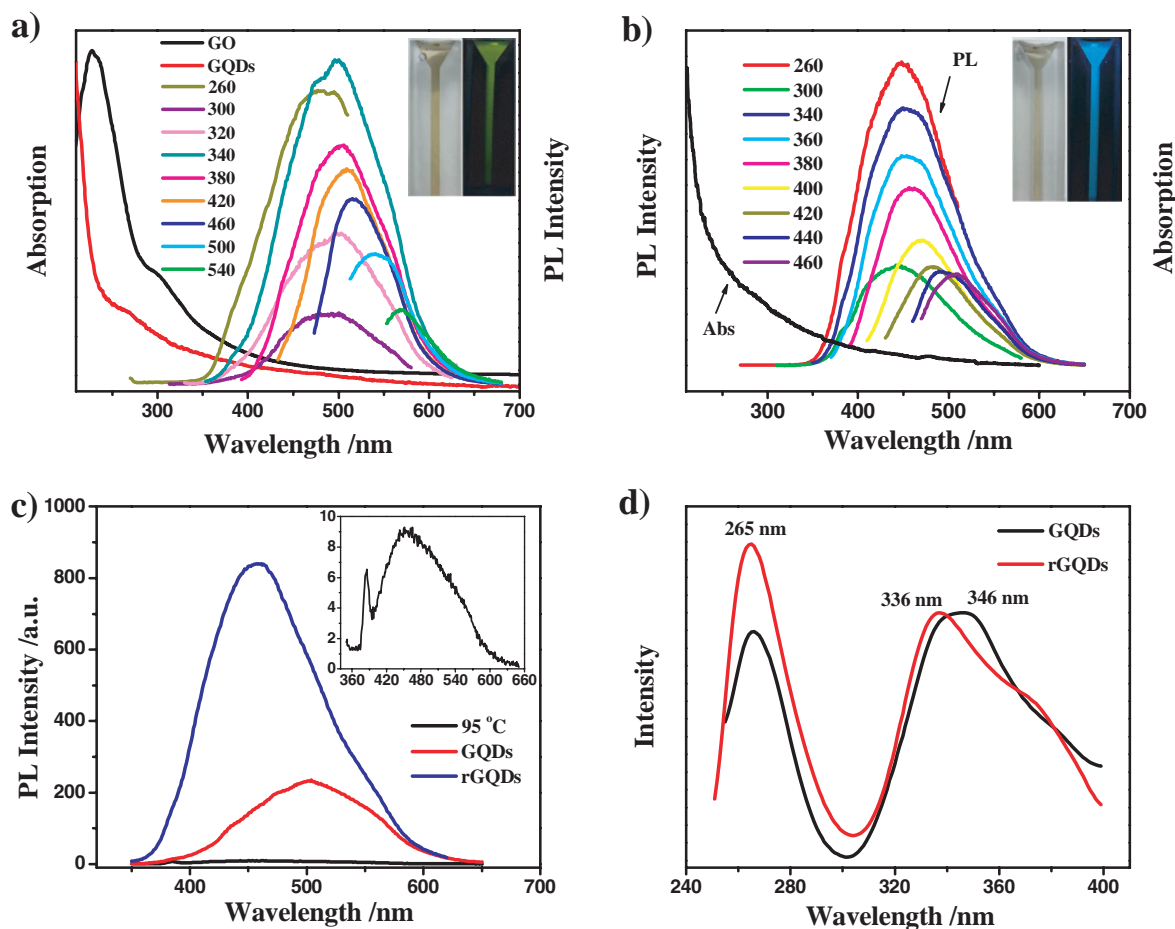 a)
GO
GQDs
260
300
320
340
380
420
460
500
540
Absorption
PL Intensity
300 400 500 600 700
Wavelength /nm
b)
260
300
340
360
380
400
420
440
460
PL
Abs
PL Intensity
Absorption
300 400 500 600 700
Wavelength /nm
c)
1000
800
600
400
200
0
PL Intensity /a.u.
10
8
6
4
2
0
360 420 480 540 600 660
95 °C
GQDs
rGQDs
400 500 600 700
Wavelength /nm
d)
265 nm
336 nm
346 nm
GQDs
rGQDs
Intensity
240 280 320 360 400
Wavelength /nm